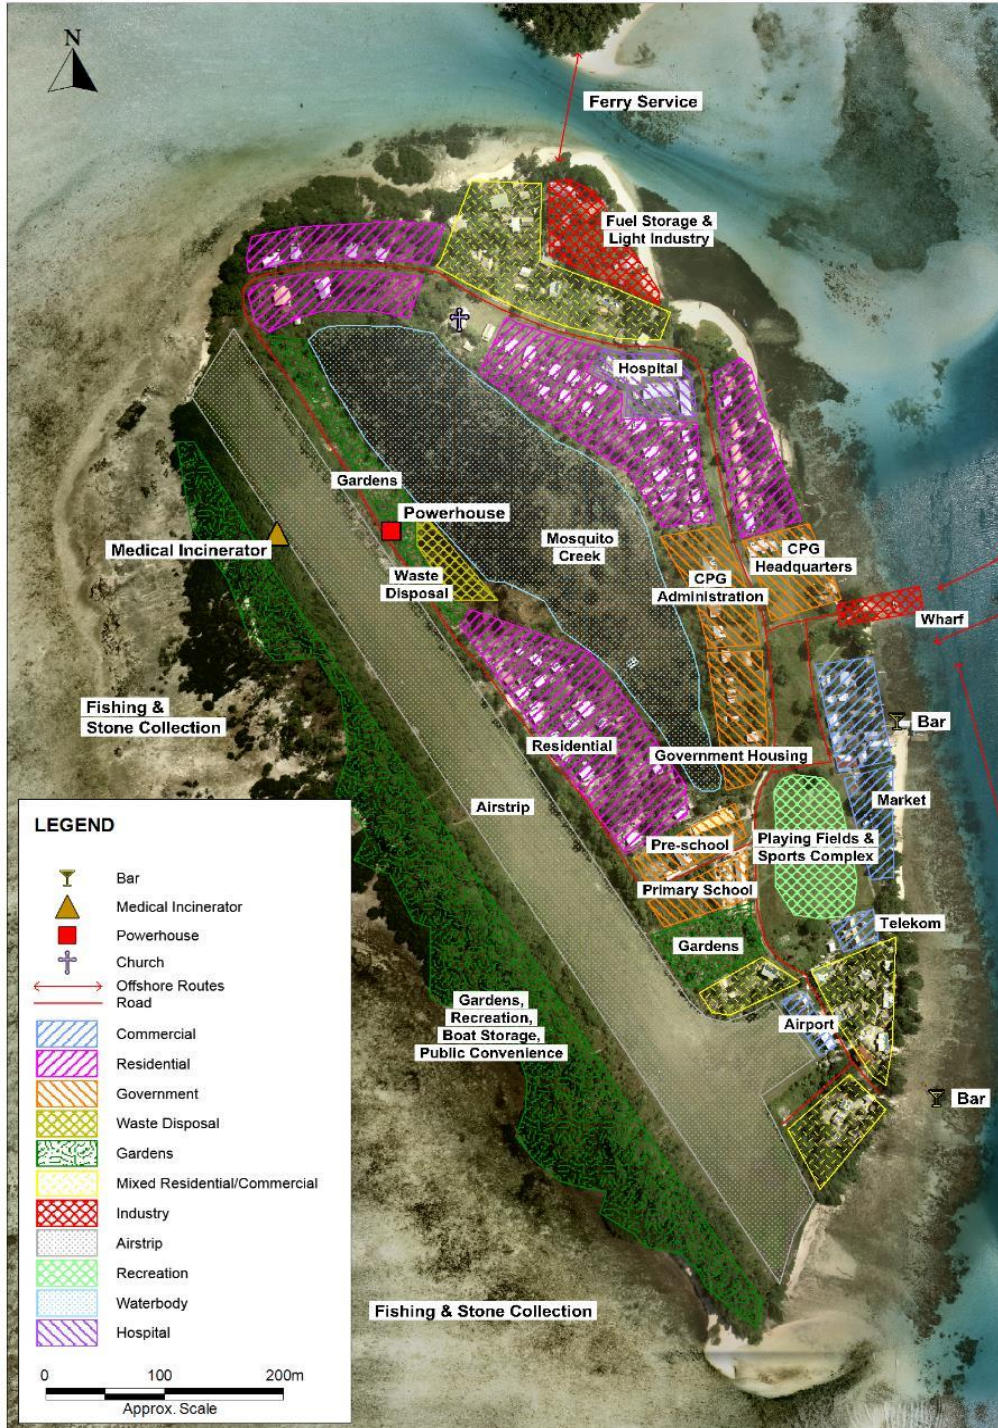 N
Ferry Service
Fuel Storage &
Light Industry
Hospital
Gardens
Powerhouse
Medical Incinerator
Mosquito
Creek
CPG
Headquarters
Waste
Disposal
CPG
Administration
Wharf
Fishing &
Stone Collection
Residential
Bar
Government Housing
Market
Airstrip
Pre-school
Playing Fields &
Sports Complex
Primary School
Telekom
Gardens
Gardens,
Recreation,
Boat Storage,
Public Convenience
Airport
Bar
Fishing & Stone Collection
LEGEND
Bar
Medical Incinerator
Powerhouse
Church
Offshore Routes
Road
Commercial
Residential
Government
Waste Disposal
Gardens
Mixed Residential/Commercial
Industry
Airstrip
Recreation
Waterbody
Hospital
0 100 200m
Approx. Scale